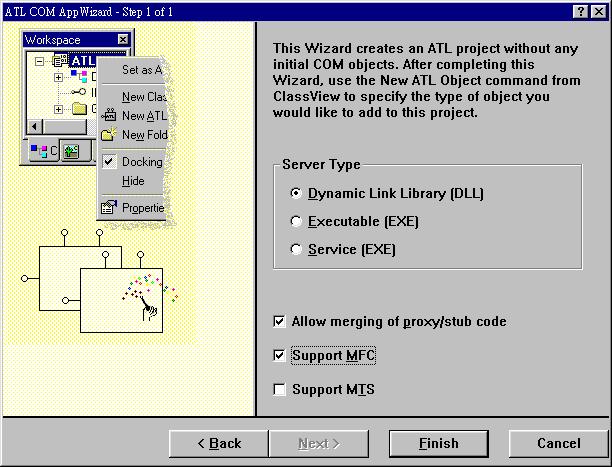 ATL COM AppWizard - Step 1 of 1
Workspace
ATL
Set as A
New Clas
New ATL
New Fold
Docking
Hide
Propertie
This Wizard creates an ATL project without any
initial COM objects. After completing this
Wizard, use the New ATL Object command from
ClassView to specify the type of object you
would like to add to this project.
Server Type
Dynamic Link Library (DLL)
Executable (EXE)
Service (EXE)
Allow merging of proxy/stub code
Support MFC
Support MTS
< Back
Next >
Finish
Cancel